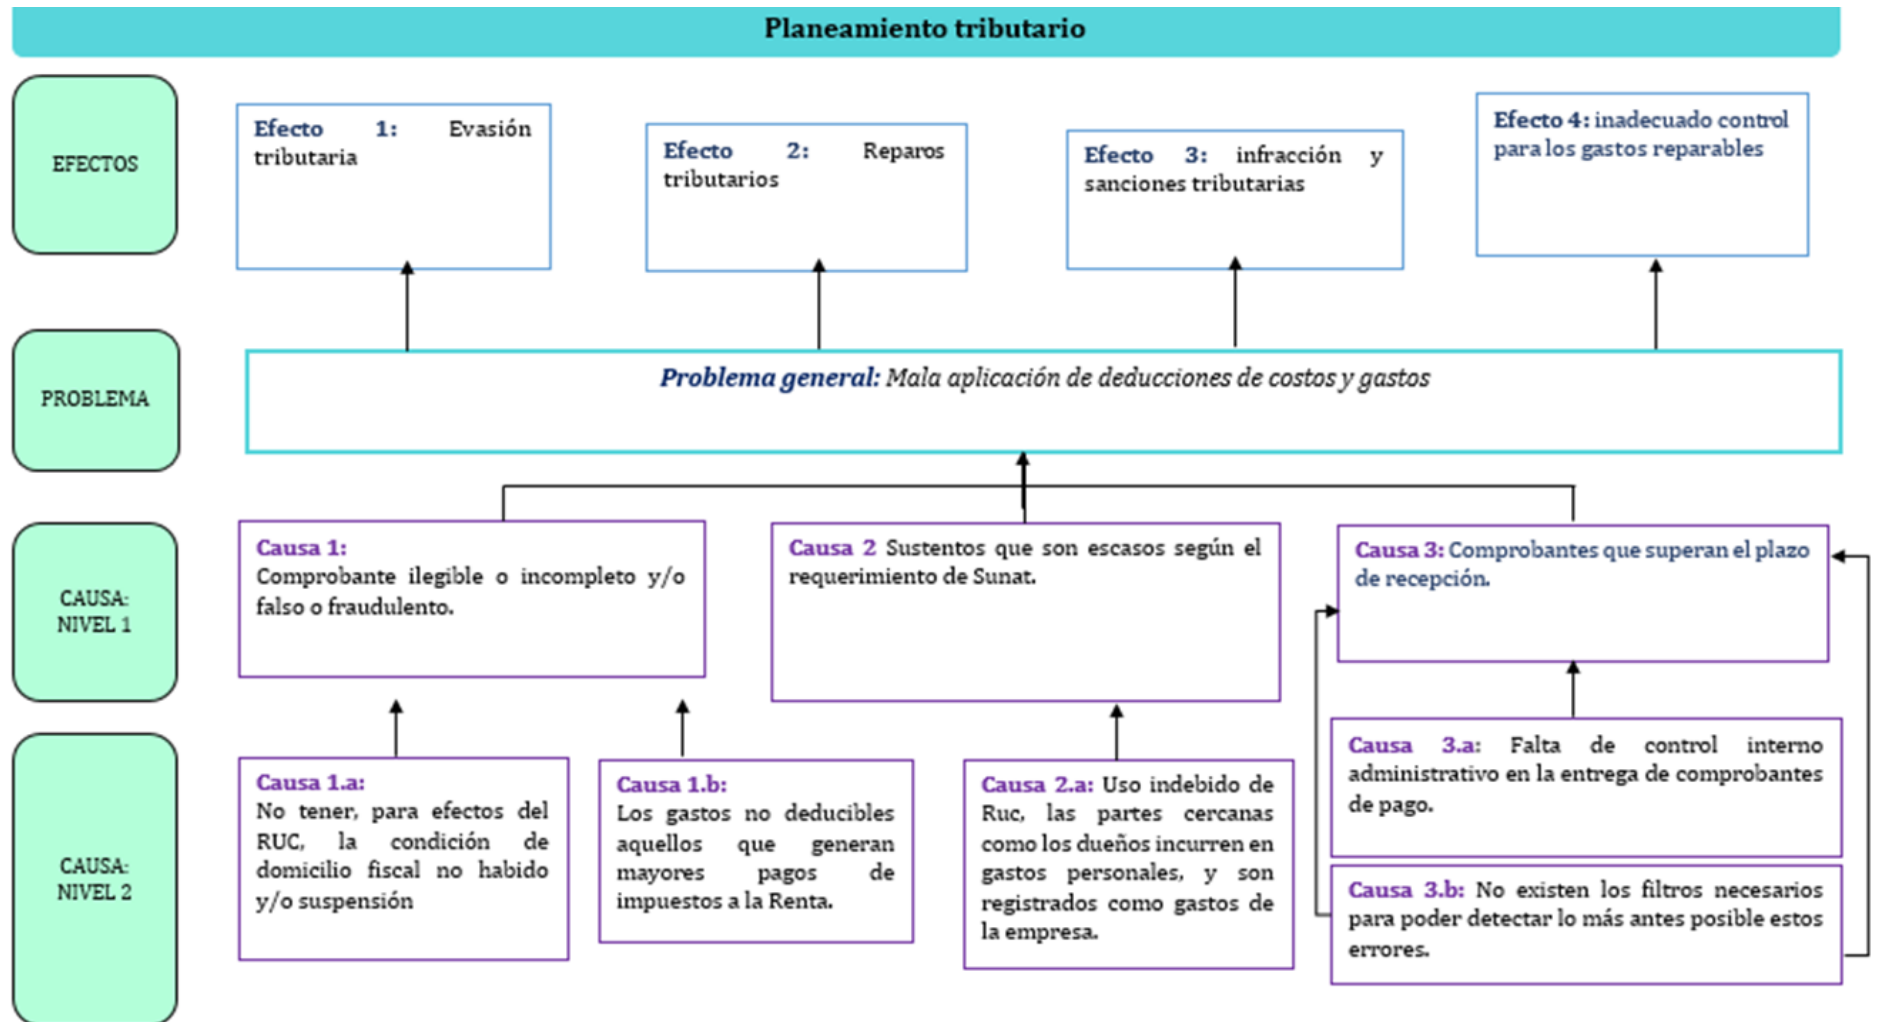 Planeamiento tributario
EFECTOS
Efecto 1: Evasión
tributaria
Efecto 2: Reparos
tributarios
Efecto 3: infracción y
sanciones tributarias
Efecto 4: inadecuado control
para los gastos reparables
PROBLEMA
Problema general: Mala aplicación de deducciones de costos y gastos
CAUSA:
NIVEL 1
Causa 1:
Comprobante ilegible o incompleto y/o
falso o fraudulento.
Causa 2 Sustentos que son escasos según el
requerimiento de Sunat.
Causa 3: Comprobantes que superan el plazo
de recepción.
CAUSA:
NIVEL 2
Causa 1.a:
No tener, para efectos del
RUC, la condición de
domicilio fiscal no habido
y/o suspensión
Causa 1.b:
Los gastos no deducibles
aquellos que generan
mayores pagos de
impuestos a la Renta.
Causa 2.a: Uso indebido de
Ruc, las partes cercanas
como los dueños incurren en
gastos personales, y son
registrados como gastos de
la empresa.
Causa 3.a: Falta de control interno
administrativo en la entrega de comprobantes
de pago.
Causa 3.b: No existen los filtros necesarios
para poder detectar lo más antes posible estos
errores.